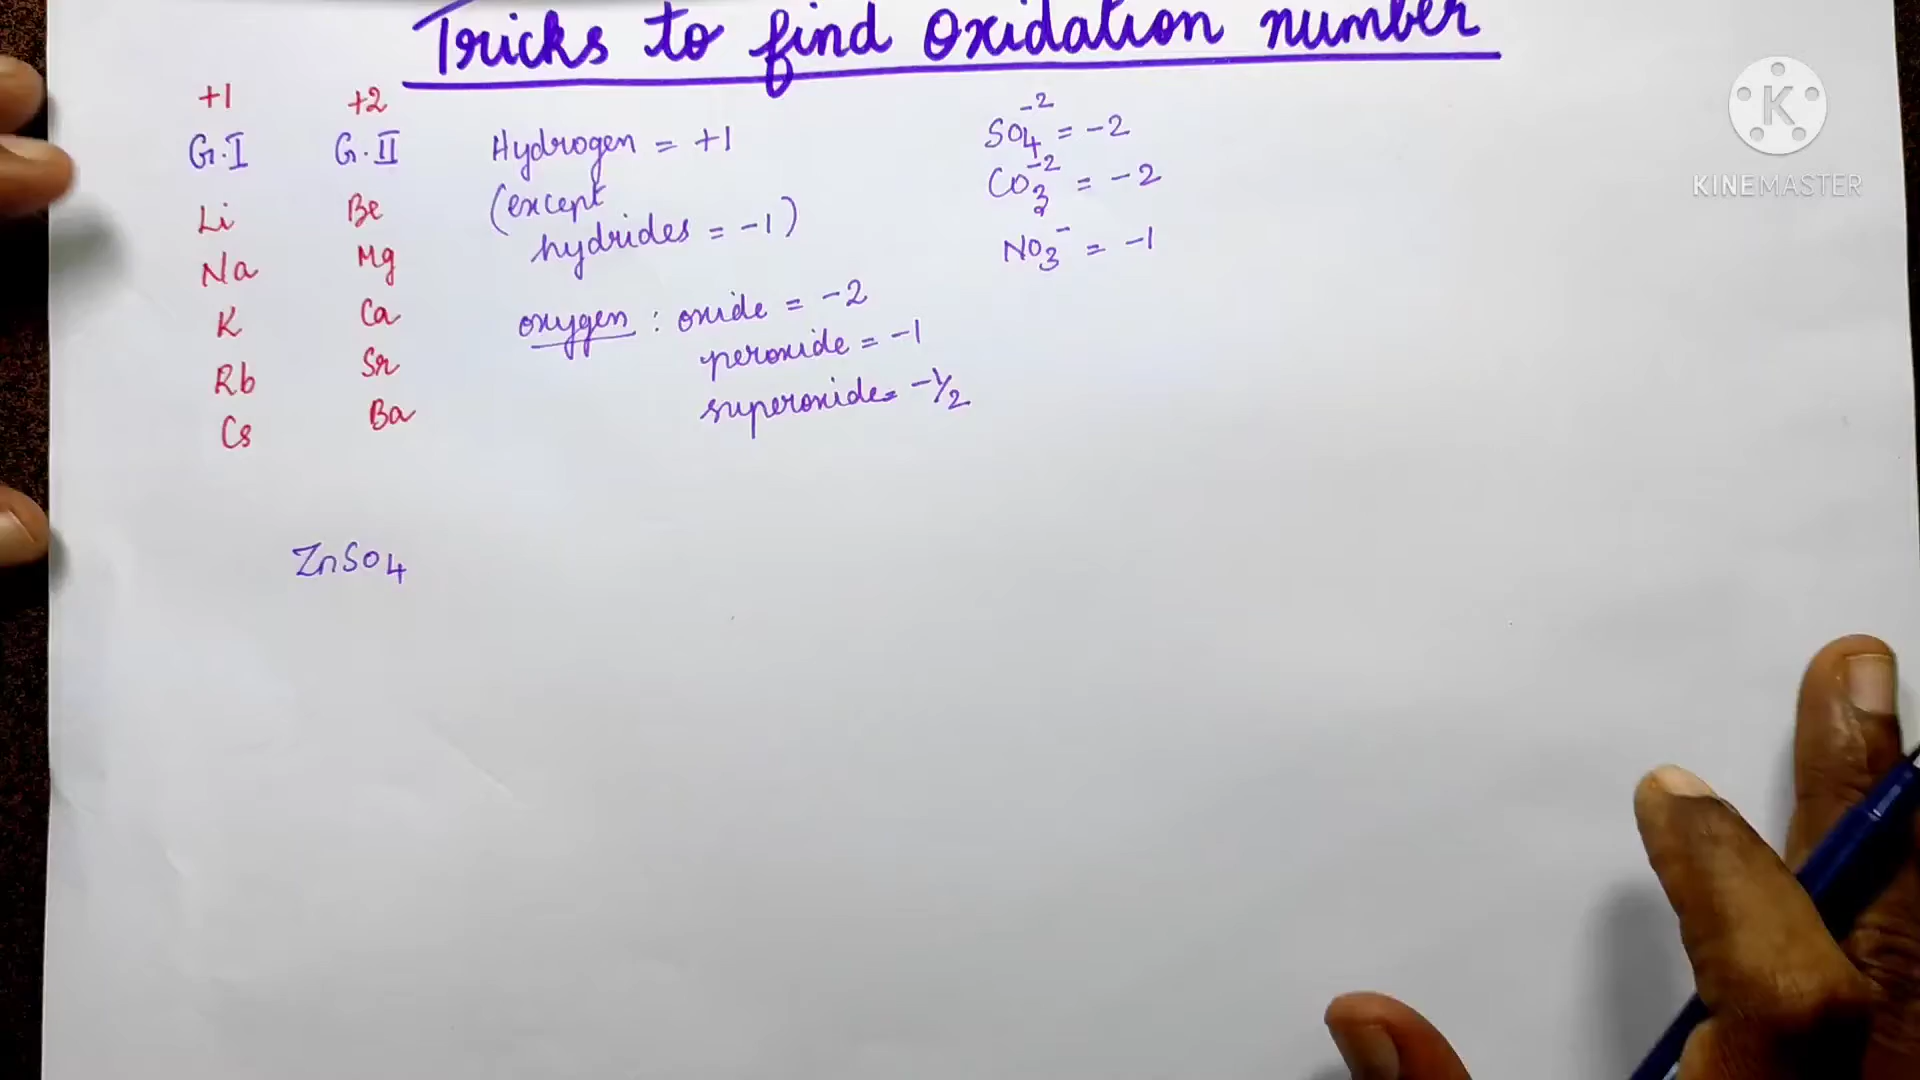 Tricks to find Oxidation number
+1 +2
G.I G.II
Li Be
Na Mg
K Ca
Rb Sr
Cs Ba
Hydrogen = +1
(except
hydrides = -1)
oxygen : oxide = -2
peroxide = -1
superoxide = -1/2
SO4^-2 = -2
CO3^-2 = -2
NO3^- = -1
ZnSO4
K
KINEMASTER